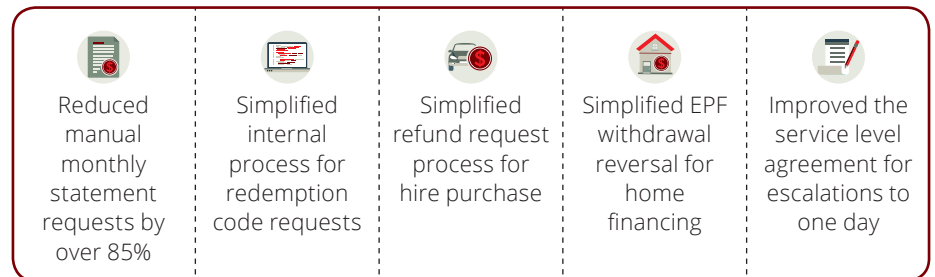 Reduced
manual
monthly
statement
requests by
over 85%
Simplified
internal
process for
redemption
code requests
Simplified
refund request
process for
hire purchase
Simplified EPF
withdrawal
reversal for
home
financing
Improved the
service level
agreement for
escalations to
one day